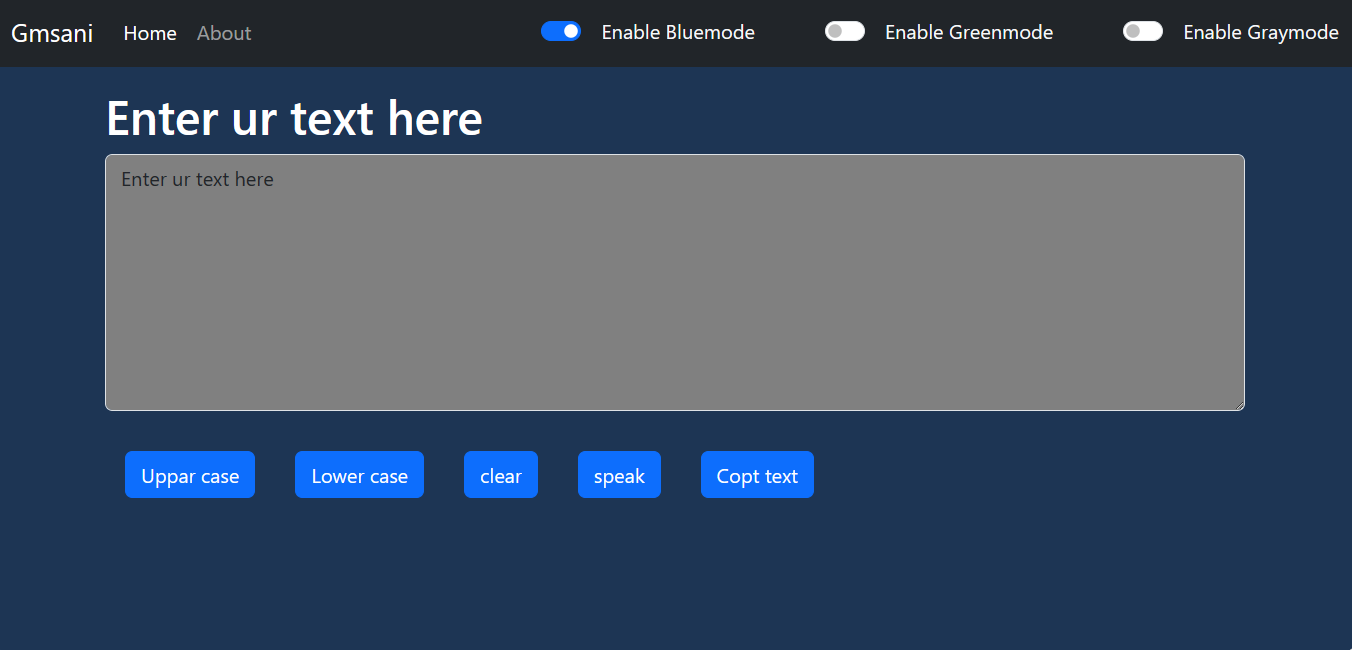 Gmsani Home About Enable Bluemode Enable Greenmode Enable Graymode
Enter ur text here
Enter ur text here
Uppar case Lower case clear speak Copt text